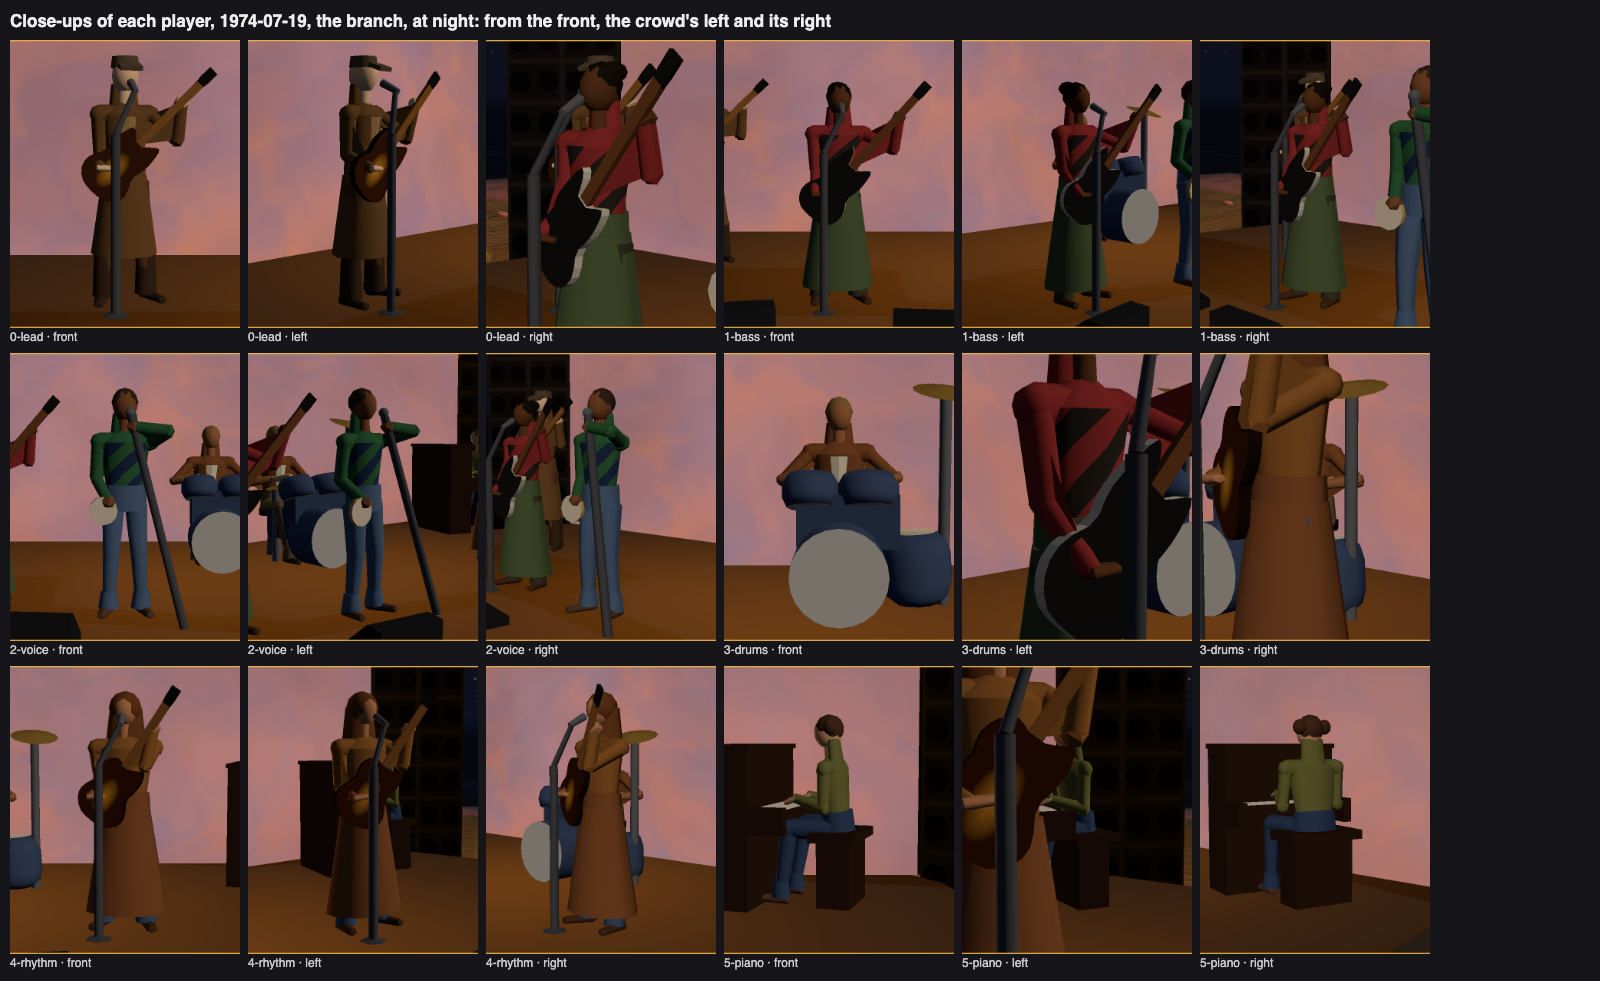 Close-ups of each player, 1974-07-19, the branch, at night: from the front, the crowd's left and its right
0-lead · front
0-lead · left
0-lead · right
1-bass · front
1-bass · left
1-bass · right
2-voice · front
2-voice · left
2-voice · right
3-drums · front
3-drums · left
3-drums · right
4-rhythm · front
4-rhythm · left
4-rhythm · right
5-piano · front
5-piano · left
5-piano · right